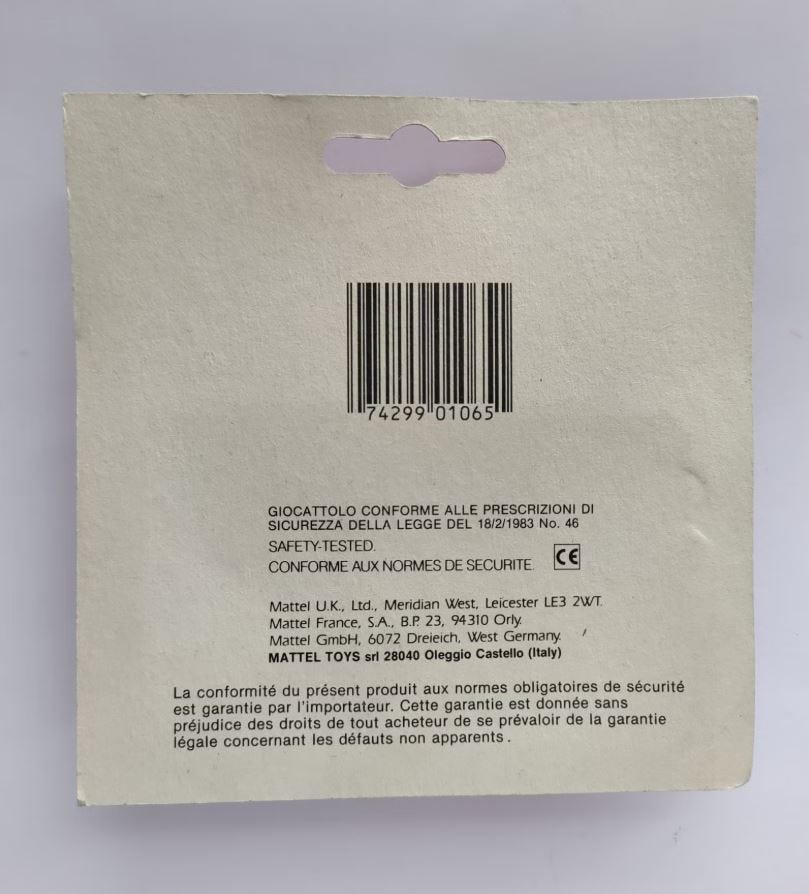 74299 01065
GIOCATTOLO CONFORME ALLE PRESCRIZIONI DI
SICUREZZA DELLA LEGGE DEL 18/2/1983 No. 46
SAFETY-TESTED.
CONFORME AUX NORMES DE SECURITE. CE
Mattel U.K., Ltd., Meridian West, Leicester LE3 2WT.
Mattel France, S.A., B.P. 23, 94310 Orly.
Mattel GmbH, 6072 Dreieich, West Germany.
MATTEL TOYS srl 28040 Oleggio Castello (Italy)
La conformité du présent produit aux normes obligatoires de sécurité
est garantie par l'importateur. Cette garantie est donnée sans
préjudice des droits de tout acheteur de se prévaloir de la garantie
légale concernant les défauts non apparents.